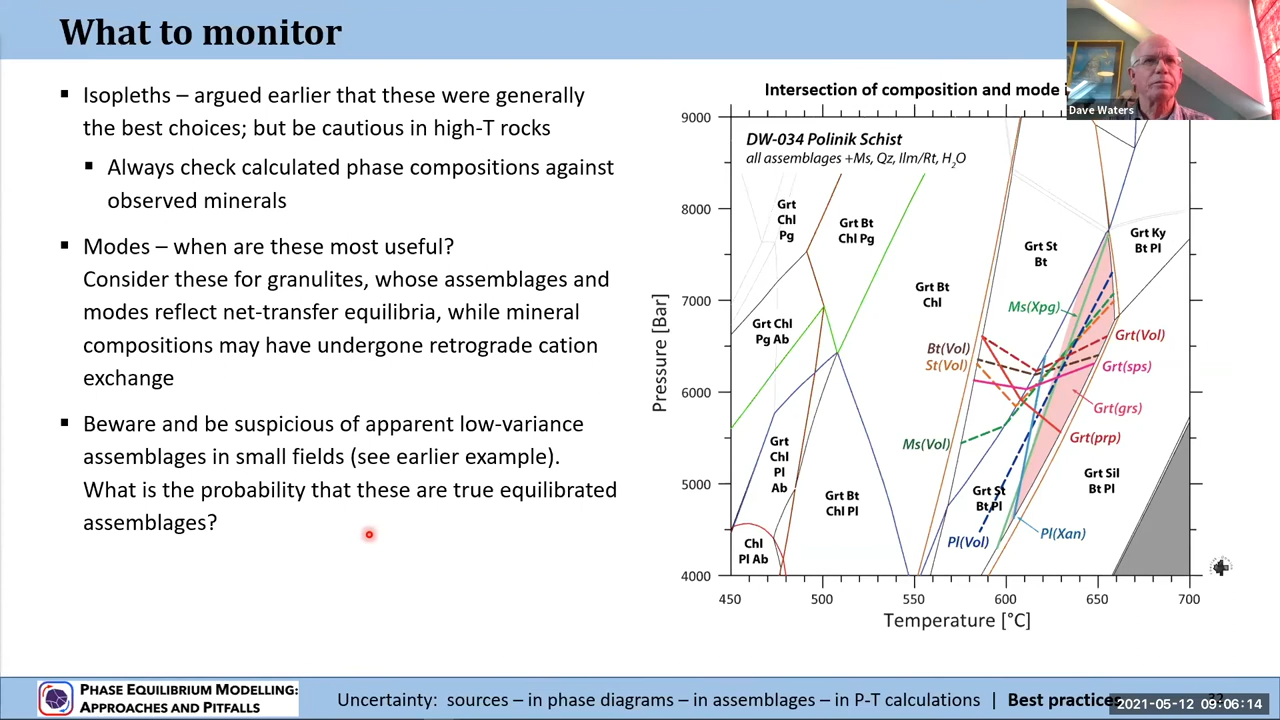 What to monitor
Isopleths – argued earlier that these were generally
the best choices; but be cautious in high-T rocks
Always check calculated phase compositions against
observed minerals
Modes – when are these most useful?
Consider these for granulites, whose assemblages and
modes reflect net-transfer equilibria, while mineral
compositions may have undergone retrograde cation
exchange
Beware and be suspicious of apparent low-variance
assemblages in small fields (see earlier example).
What is the probability that these are true equilibrated
assemblages?
Intersection of composition and mode
Dave Waters
DW-034 Polinik Schist
all assemblages +Ms, Qz, Ilm/Rt, H₂O
Pressure [Bar]
9000
8000
7000
6000
5000
4000
Grt
Chl
Pg
Grt Bt
Chl Pg
Grt St
Bt
Grt Ky
Bt Pl
Grt Bt
Chl
Grt Chl
Pg Ab
Ms(Xpg)
Grt(Vol)
Bt(Vol)
St(Vol)
Grt(sps)
Grt(grs)
Grt(prp)
Ms(Vol)
Grt
Chl
Pl
Ab
Grt Bt
Chl Pl
Grt St
Bt Pl
Grt Sil
Bt Pl
Pl(Vol)
Pl(Xan)
Chl
Pl Ab
450
500
550
600
650
700
Temperature [°C]
PHASE EQUILIBRIUM MODELLING:
APPROACHES AND PITFALLS
Uncertainty: sources – in phase diagrams – in assemblages – in P-T calculations | Best practices
2021-05-12 09:06:14